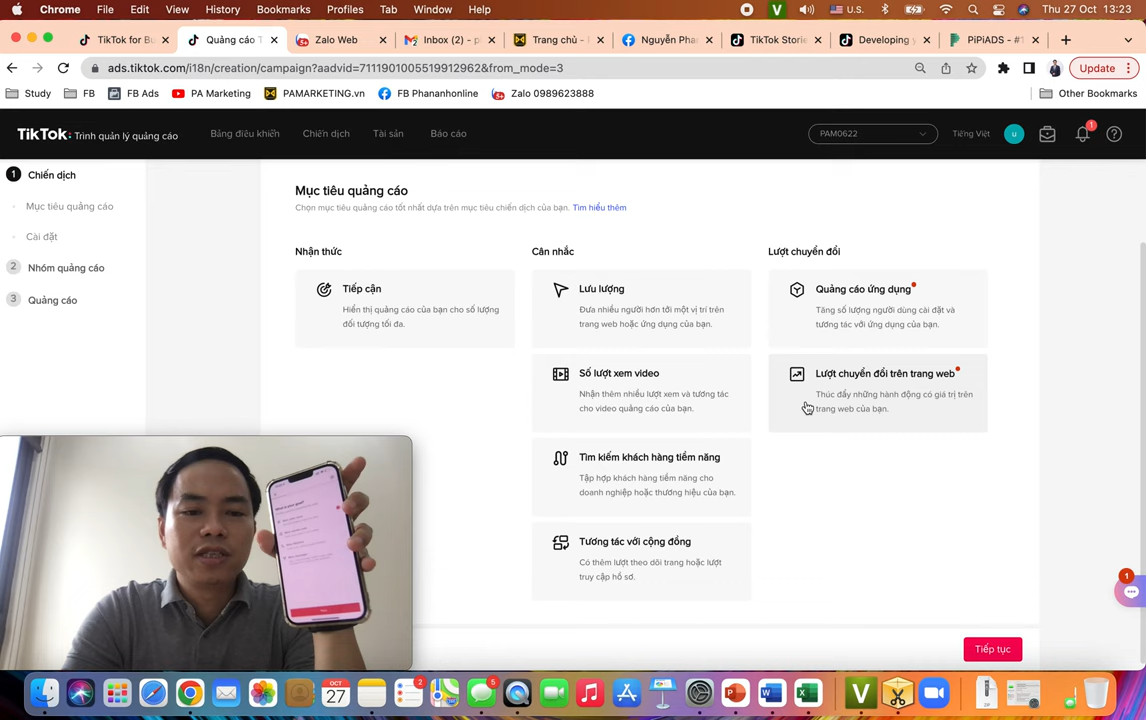 Chrome File Edit View History Bookmarks Profiles Tab Window Help V U.S. Thu 27 Oct 13:23
TikTok for Bu Quảng cáo T Zalo Web Inbox (2) - p Trang chủ - M Nguyễn Phan TikTok Storie Developing y PiPiADS - #1
ads.tiktok.com/i18n/creation/campaign?aadvid=7111901005519912962&from_mode=3 Update
Study FB FB Ads PA Marketing PAMARKETING.vn FB Phananhonline Zalo 0989623888 Other Bookmarks
TikTok: Trình quản lý quảng cáo Bảng điều khiển Chiến dịch Tài sản Báo cáo PAM0622 Tiếng Việt u 1
1 Chiến dịch
Mục tiêu quảng cáo
Cài đặt
2 Nhóm quảng cáo
3 Quảng cáo
Mục tiêu quảng cáo
Chọn mục tiêu quảng cáo tốt nhất dựa trên mục tiêu chiến dịch của bạn. Tìm hiểu thêm
Nhận thức
Tiếp cận
Hiển thị quảng cáo của bạn cho số lượng
đối tượng tối đa.
Cân nhắc
Lưu lượng
Đưa nhiều người hơn tới một vị trí trên
trang web hoặc ứng dụng của bạn.
Số lượt xem video
Nhận thêm nhiều lượt xem và tương tác
cho video quảng cáo của bạn.
Tìm kiếm khách hàng tiềm năng
Tập hợp khách hàng tiềm năng cho
doanh nghiệp hoặc thương hiệu của bạn.
Tương tác với cộng đồng
Có thêm lượt theo dõi trang hoặc lượt
truy cập hồ sơ.
Lượt chuyển đổi
Quảng cáo ứng dụng
Tăng số lượng người dùng cài đặt và
tương tác với ứng dụng của bạn.
Lượt chuyển đổi trên trang web
Thúc đẩy những hành động có giá trị trên
trang web của bạn.
1
Tiếp tục
OCT
27
2
5